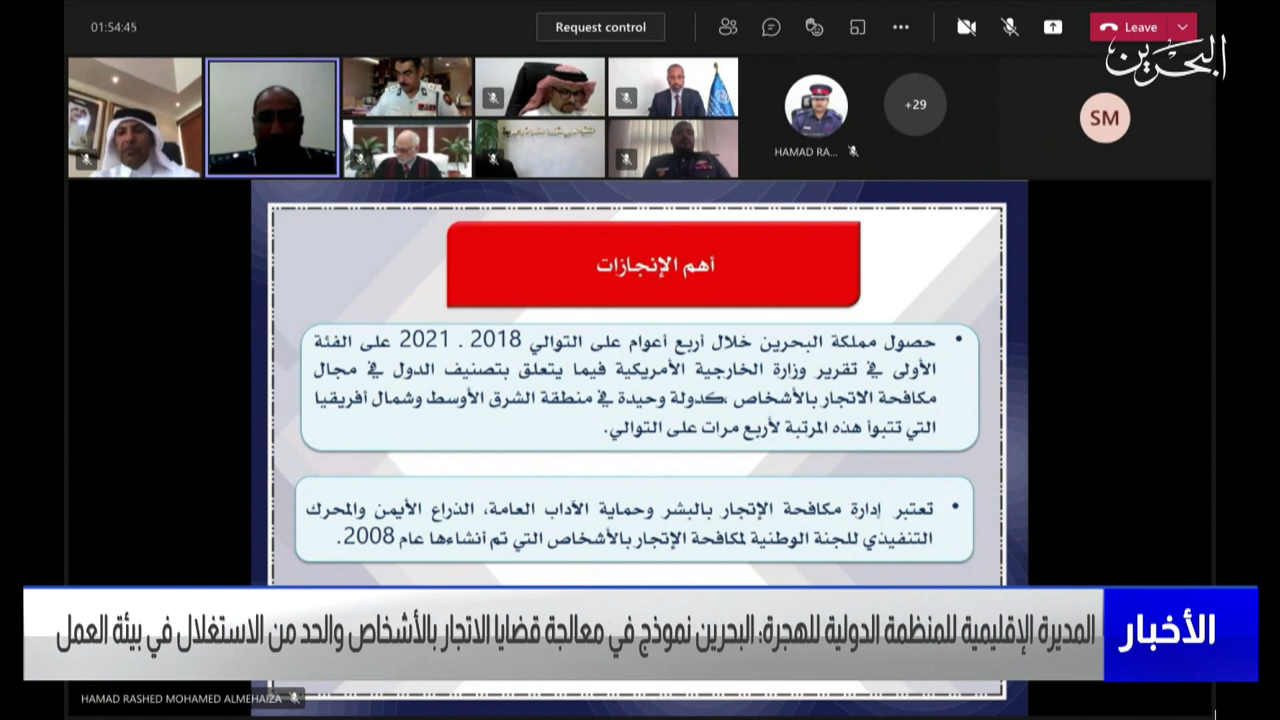 01:54:45
Request control
Leave
البحرين
HAMAD RA...
+29
SM
أهم الإنجازات
• حصول مملكة البحرين خلال أربع أعوام على التوالي 2018 . 2021 على الفئة
الأولى في تقرير وزارة الخارجية الأمريكية فيما يتعلق بتصنيف الدول في مجال
مكافحة الاتجار بالأشخاص ،كدولة وحيدة في منطقة الشرق الأوسط وشمال أفريقيا
التي تتبوأ هذه المرتبة لأربع مرات على التوالي.
• تعتبر إدارة مكافحة الإتجار بالبشر وحماية الآداب العامة، الذراع الأيمن والمحرك
التنفيذي للجنة الوطنية لمكافحة الإتجار بالأشخاص التي تم أنشاءها عام 2008.
الأخبار
المديرة الإقليمية للمنظمة الدولية للهجرة: البحرين نموذج في معالجة قضايا الاتجار بالأشخاص والحد من الاستغلال في بيئة العمل
HAMAD RASHED MOHAMED ALMEHAIZA